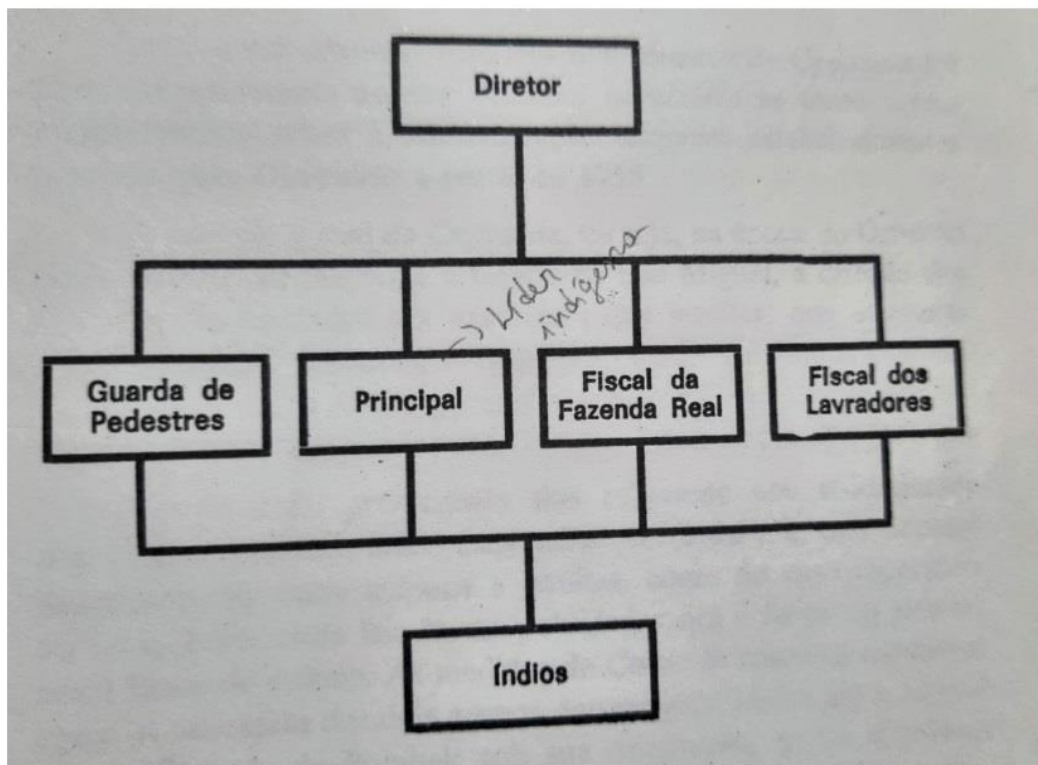 Diretor
Guarda de
Pedestres
Principal
→ Líder
indígena
Fiscal da
Fazenda Real
Fiscal dos
Lavradores
Índios